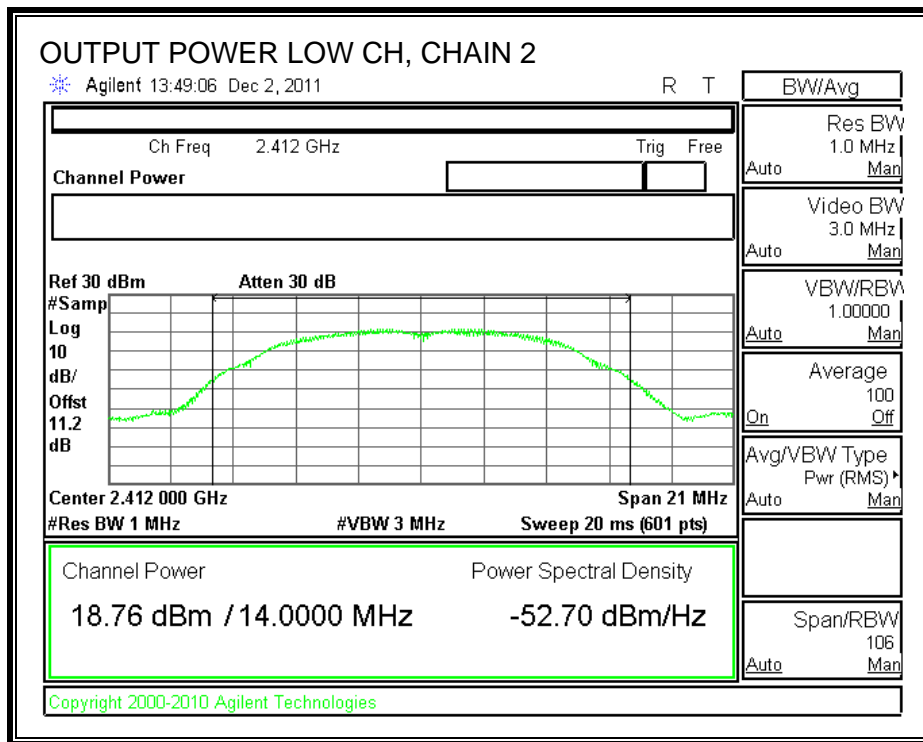 OUTPUT POWER LOW CH, CHAIN 2
Agilent 13:49:06 Dec 2, 2011 R T
Ch Freq 2.412 GHz Trig Free
Channel Power
Ref 30 dBm Atten 30 dB
#Samp
Log
10
dB/
Offst
11.2
dB
Center 2.412 000 GHz Span 21 MHz
#Res BW 1 MHz #VBW 3 MHz Sweep 20 ms (601 pts)
Channel Power Power Spectral Density
18.76 dBm / 14.0000 MHz -52.70 dBm/Hz
Copyright 2000-2010 Agilent Technologies
BW/Avg
Res BW
1.0 MHz
Auto Man
Video BW
3.0 MHz
Auto Man
VBW/RBW
1.00000
Auto Man
Average
100
On Off
Avg/VBW Type
Pwr (RMS)
Auto Man
Span/RBW
106
Auto Man